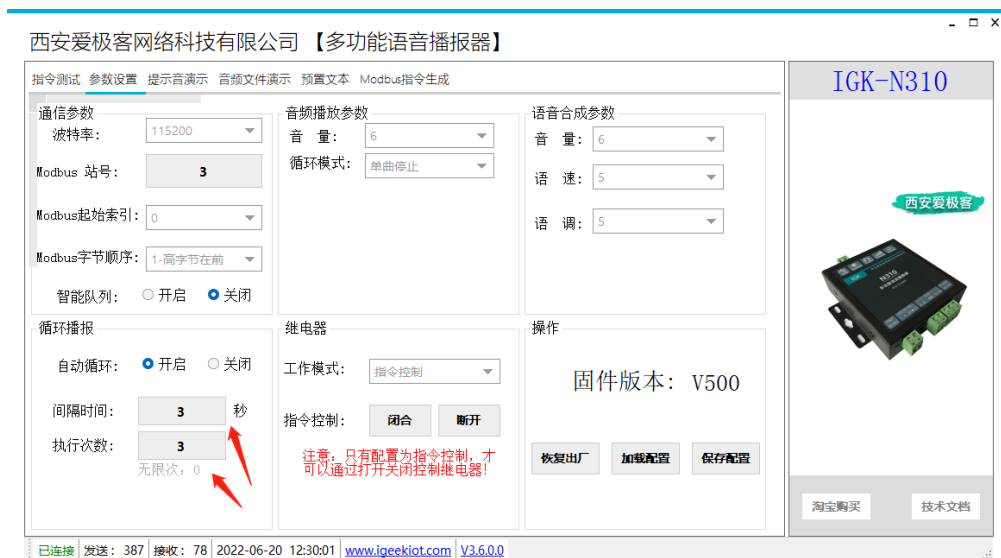 西安爱极客网络科技有限公司 【多功能语音播报器】
指令测试 参数设置 提示音演示 音频文件演示 预置文本 Modbus指令生成
通信参数
波特率: 115200
Modbus 站号: 3
Modbus起始索引: 0
Modbus字节顺序: 1-高字节在前
智能队列: 开启 关闭
音频播放参数
音 量: 6
循环模式: 单曲停止
语音合成参数
音 量: 6
语 速: 5
语 调: 5
循环播报
自动循环: 开启 关闭
间隔时间: 3 秒
执行次数: 3
无限次: 0
继电器
工作模式: 指令控制
指令控制: 闭合 断开
注意: 只有配置为指令控制, 才
可以通过打开关闭控制继电器!
操作
固件版本: V500
恢复出厂 加载配置 保存配置
IGK-N310
西安爱极客
N310
淘宝购买 技术文档
已连接 发送: 387 接收: 78 2022-06-20 12:30:01 www.igeekiot.com V3.6.0.0